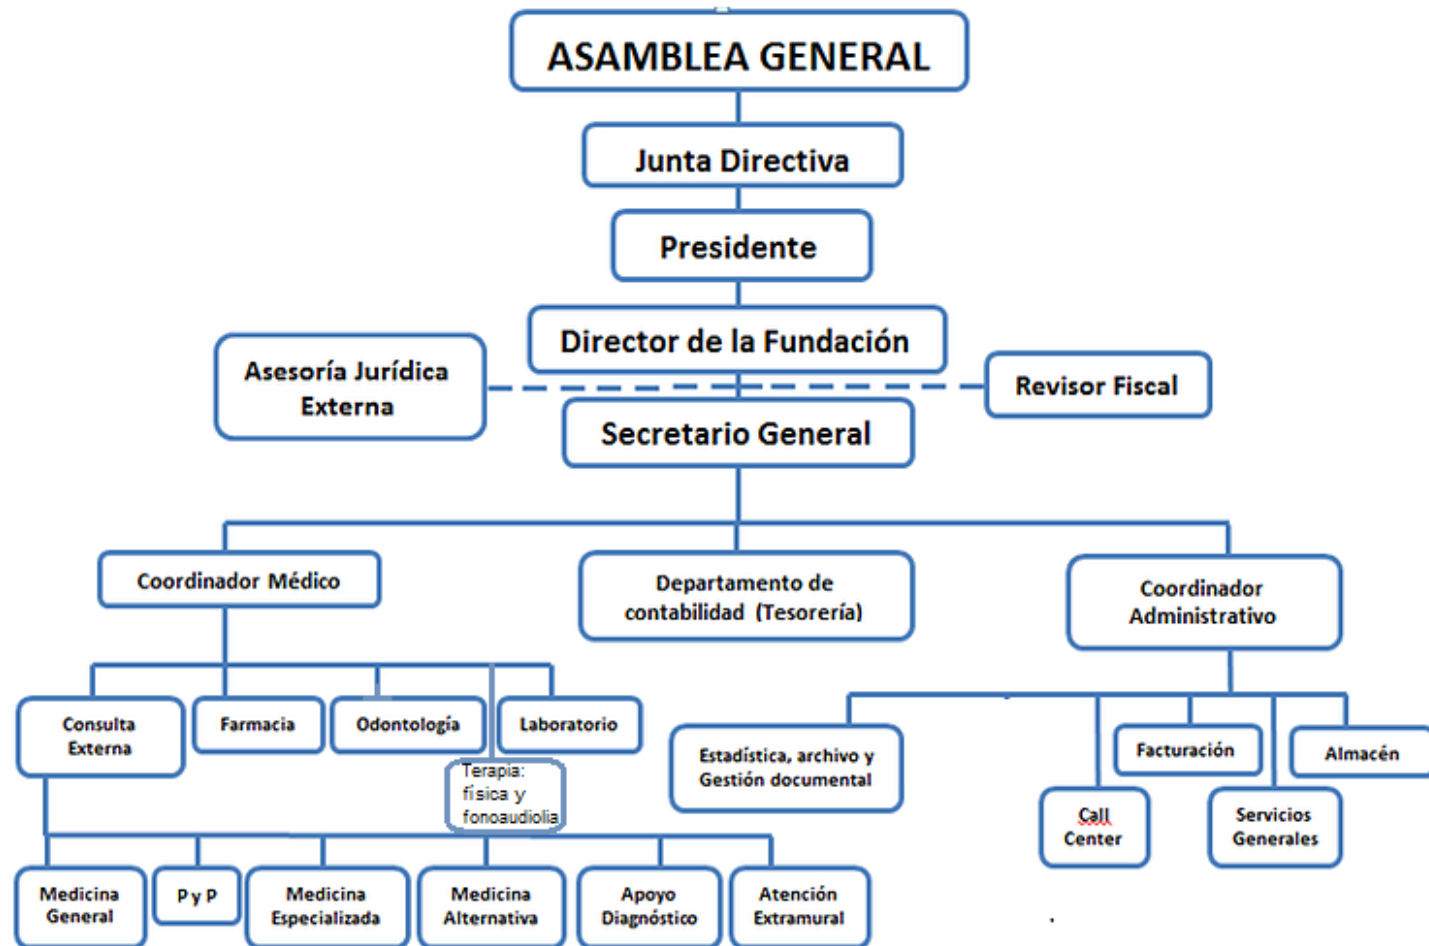 ASAMBLEA GENERAL
Junta Directiva
Presidente
Director de la Fundación
Asesoría Jurídica
Externa
Revisor Fiscal
Secretario General
Coordinador Médico
Departamento de
contabilidad (Tesorería)
Coordinador
Administrativo
Consulta
Externa
Farmacia
Odontología
Laboratorio
Terapia:
física y
fonoaudiolia
Estadística, archivo y
Gestión documental
Call
Center
Facturación
Servicios
Generales
Almacén
Medicina
General
P y P
Medicina
Especializada
Medicina
Alternativa
Apoyo
Diagnóstico
Atención
Extramural